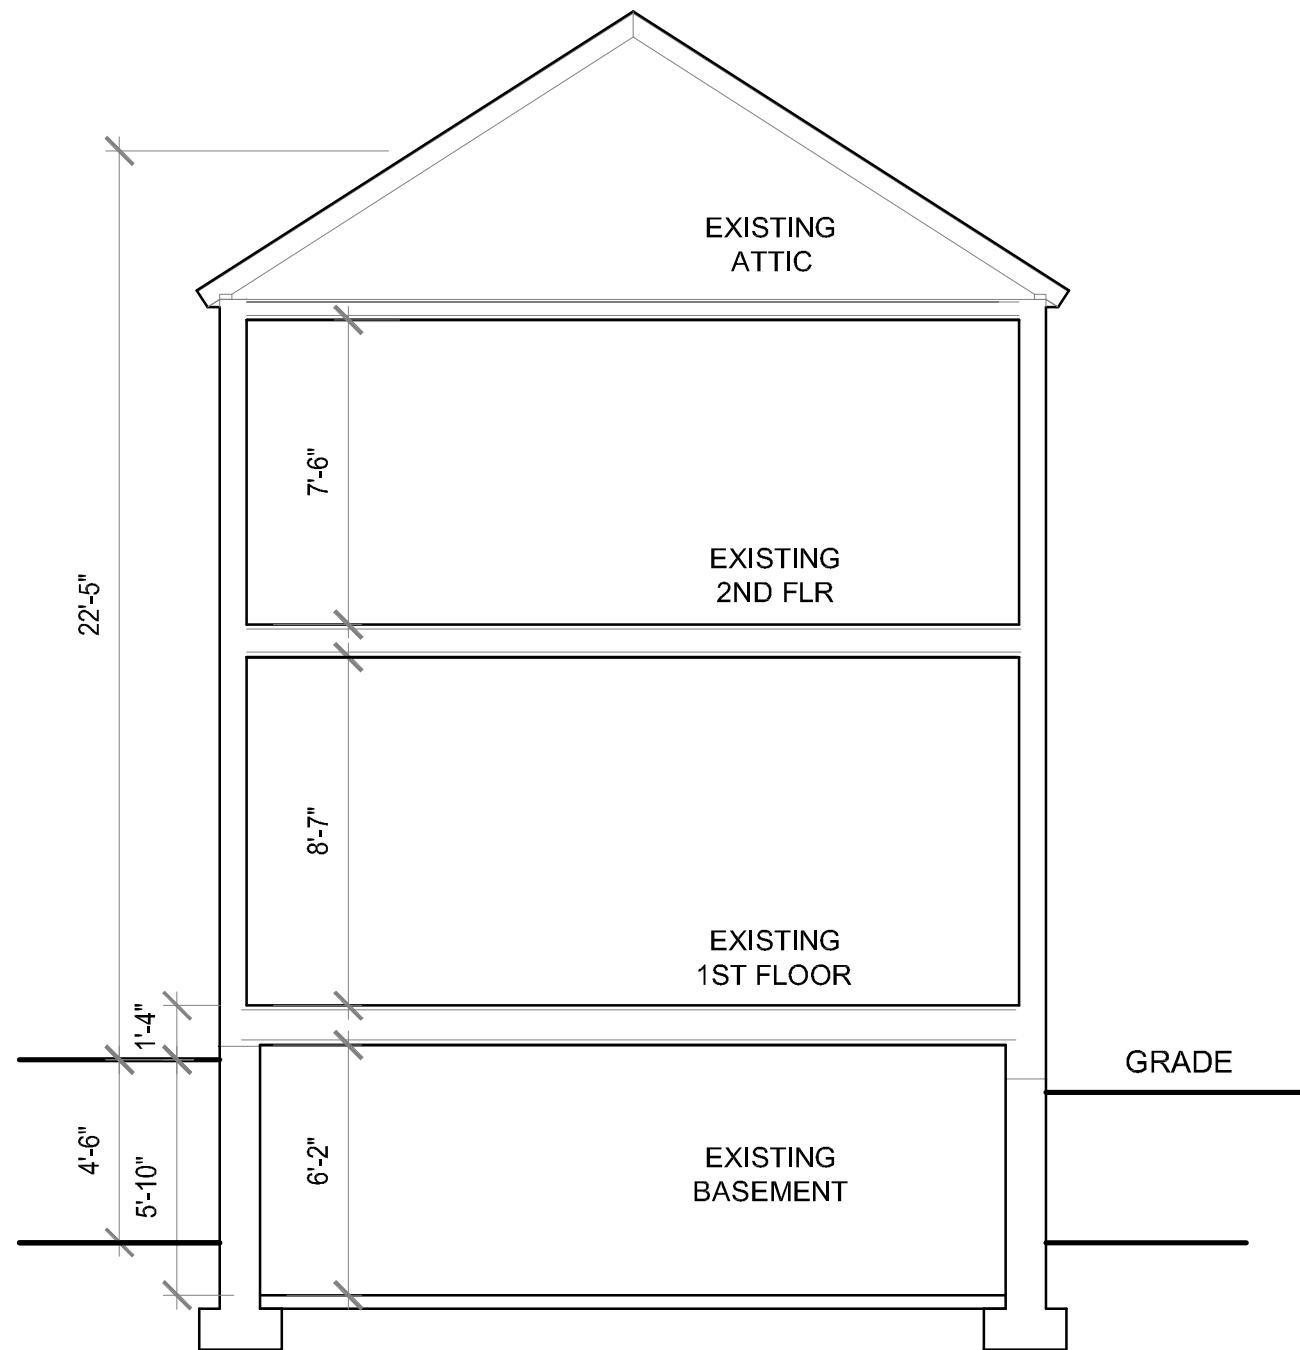 EXISTING
ATTIC
7'-6"
EXISTING
2ND FLR
22'-5"
8'-7"
EXISTING
1ST FLOOR
1'-4"
GRADE
4'-6"
5'-10"
6'-2"
EXISTING
BASEMENT